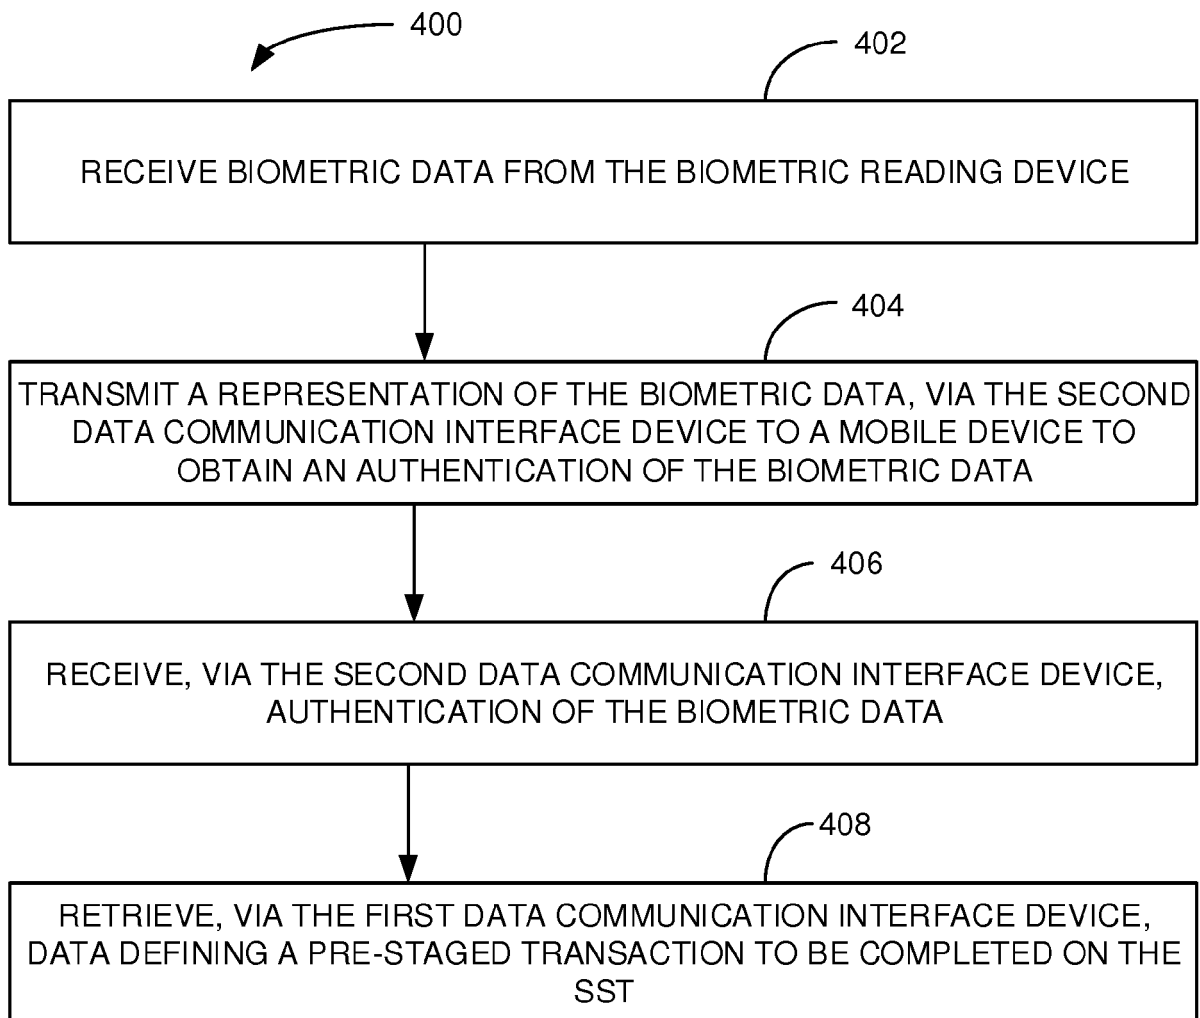 400
402
RECEIVE BIOMETRIC DATA FROM THE BIOMETRIC READING DEVICE
404
TRANSMIT A REPRESENTATION OF THE BIOMETRIC DATA, VIA THE SECOND
DATA COMMUNICATION INTERFACE DEVICE TO A MOBILE DEVICE TO
OBTAIN AN AUTHENTICATION OF THE BIOMETRIC DATA
406
RECEIVE, VIA THE SECOND DATA COMMUNICATION INTERFACE DEVICE,
AUTHENTICATION OF THE BIOMETRIC DATA
408
RETRIEVE, VIA THE FIRST DATA COMMUNICATION INTERFACE DEVICE,
DATA DEFINING A PRE-STAGED TRANSACTION TO BE COMPLETED ON THE
SST